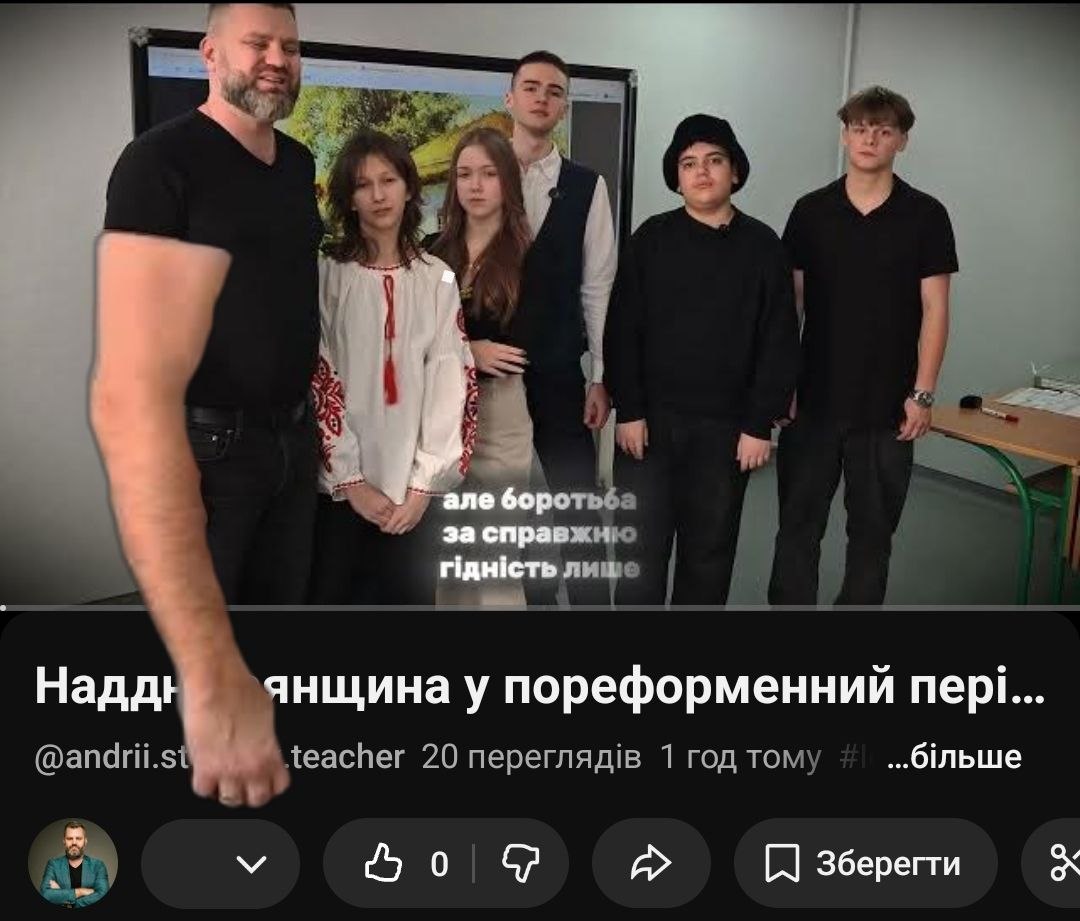 але боротьба
за справжню
гідність лише
янщина у пореформенний пері...
.teacher 20 переглядів 1 год тому ...більше
0 Зберегти